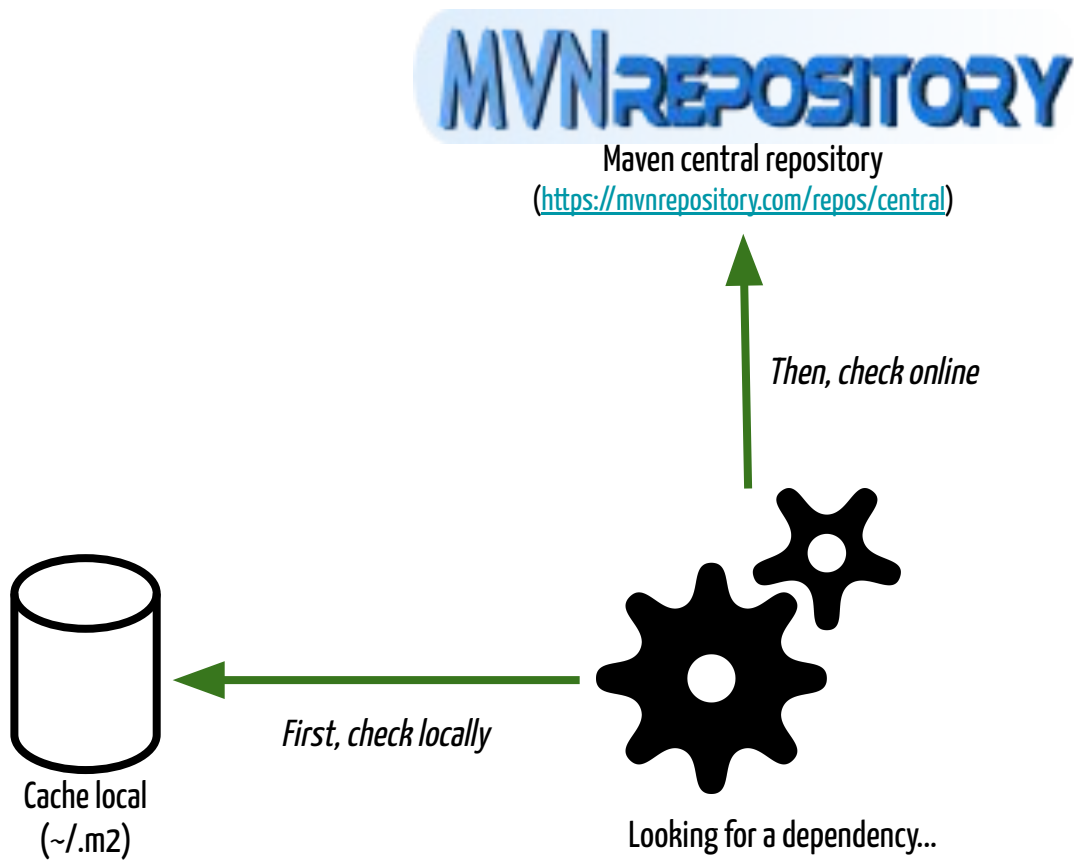 MVNREPOSITORY
Maven central repository
(https://mvnrepository.com/repos/central)
Then, check online
First, check locally
Cache local
(~/.m2)
Looking for a dependency...